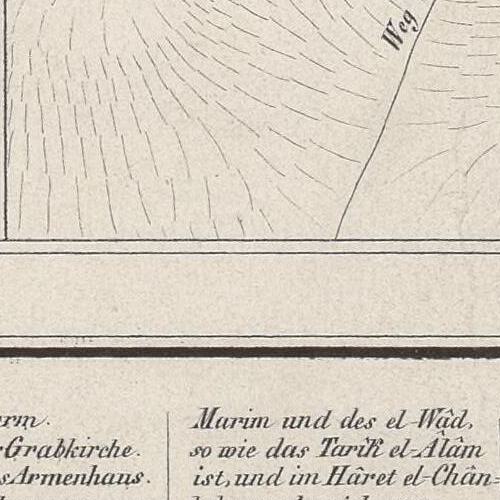 Weg
Grabkirche.
Armenhaus.
Marim und des el-Wâd,
so wie das Tarîk el-Âlâm
ist, und im Hâret el-Chân-